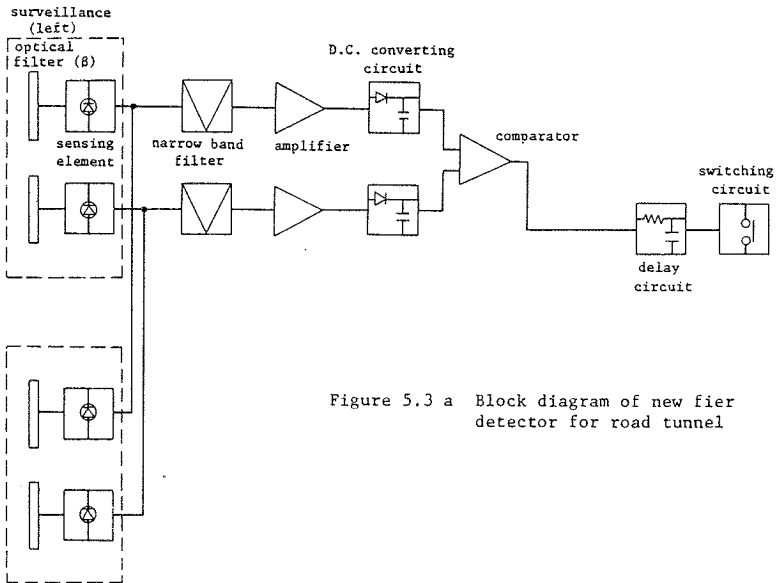 surveillance
(left)
optical
filter (β)
sensing
element
narrow band
filter
amplifier
D.C. converting
circuit
comparator
switching
circuit
delay
circuit
Figure 5.3 a Block diagram of new fier
detector for road tunnel